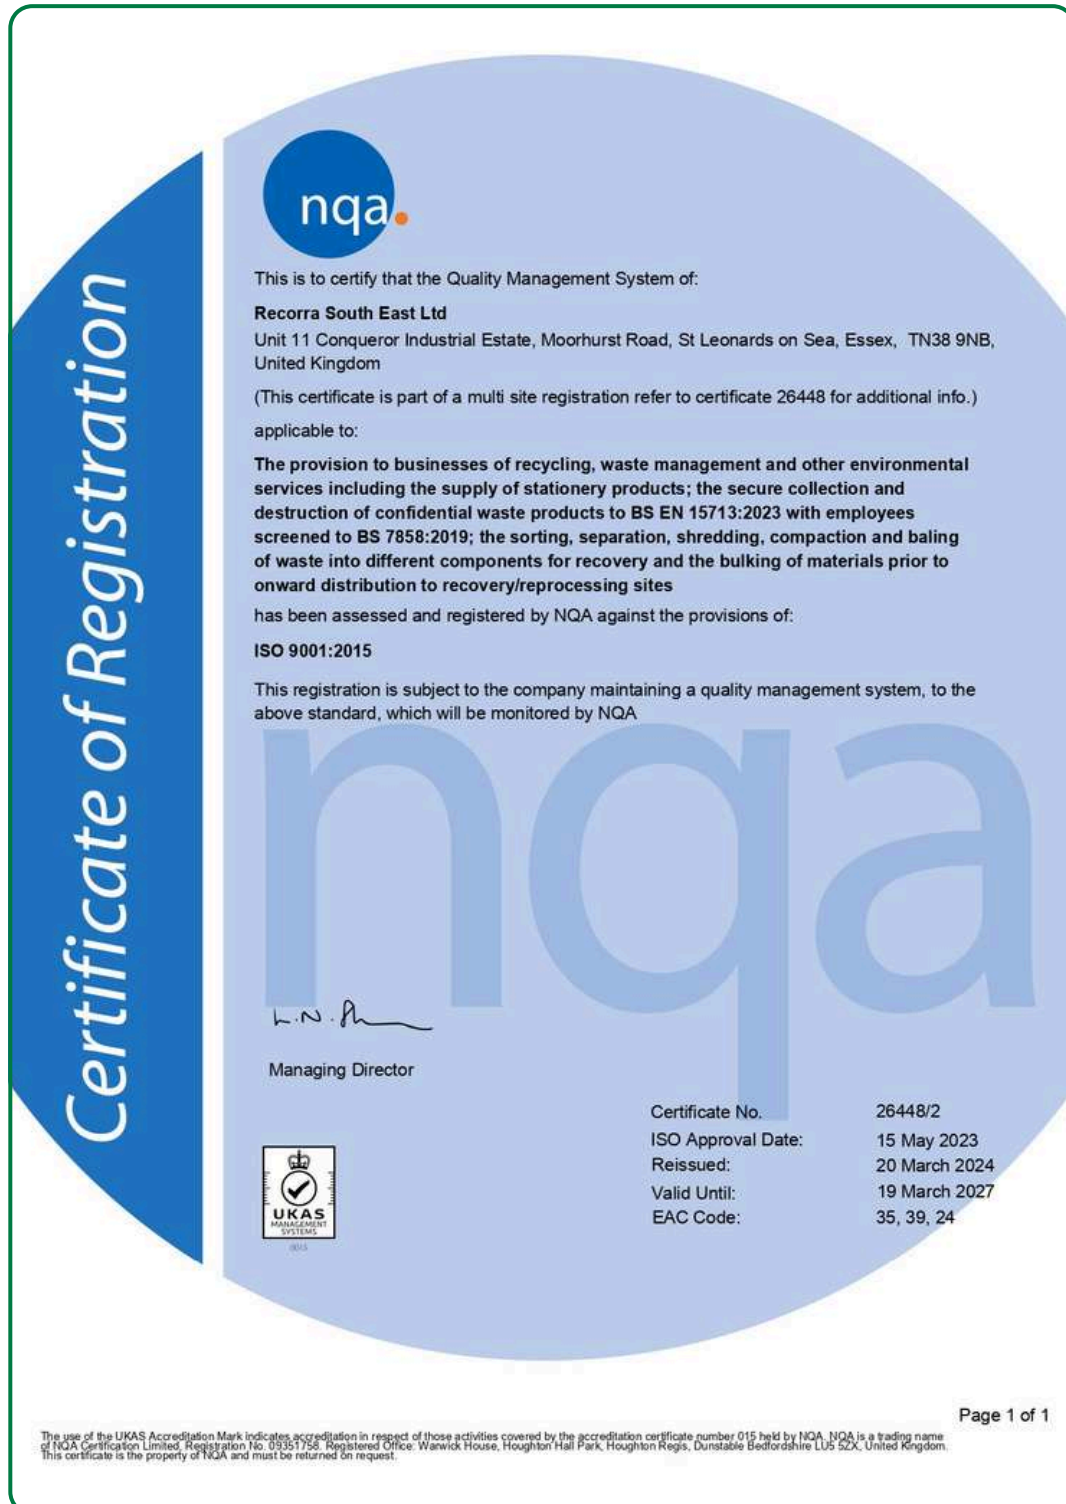 Certificate of Registration
nqa.
This is to certify that the Quality Management System of:
Recorra South East Ltd
Unit 11 Conqueror Industrial Estate, Moorhurst Road, St Leonards on Sea, Essex, TN38 9NB,
United Kingdom
(This certificate is part of a multi site registration refer to certificate 26448 for additional info.)
applicable to:
The provision to businesses of recycling, waste management and other environmental
services including the supply of stationery products; the secure collection and
destruction of confidential waste products to BS EN 15713:2023 with employees
screened to BS 7858:2019; the sorting, separation, shredding, compaction and baling
of waste into different components for recovery and the bulking of materials prior to
onward distribution to recovery/reprocessing sites
has been assessed and registered by NQA against the provisions of:
ISO 9001:2015
This registration is subject to the company maintaining a quality management system, to the
above standard, which will be monitored by NQA
nqa
Managing Director
Certificate No. 26448/2
ISO Approval Date: 15 May 2023
Reissued: 20 March 2024
Valid Until: 19 March 2027
EAC Code: 35, 39, 24
UKAS
MANAGEMENT
SYSTEMS
0015
Page 1 of 1
The use of the UKAS Accreditation Mark indicates accreditation in respect of those activities covered by the accreditation certificate number 015 held by NQA. NQA is a trading name
of NQA Certification Limited, Registration No. 09351758. Registered Office: Warwick House, Houghton Hall Park, Houghton Regis, Dunstable Bedfordshire LU5 5ZX, United Kingdom.
This certificate is the property of NQA and must be returned on request.